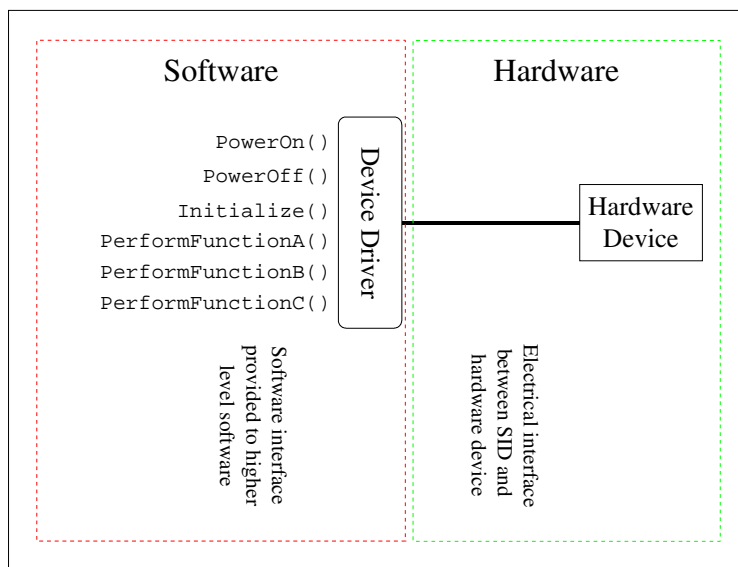 Software
Hardware
PowerOn()
PowerOff()
Initialize()
PerformFunctionA()
PerformFunctionB()
PerformFunctionC()
Device Driver
Hardware
Device
Software interface
provided to higher
level software
Electrical interface
between SID and
hardware device